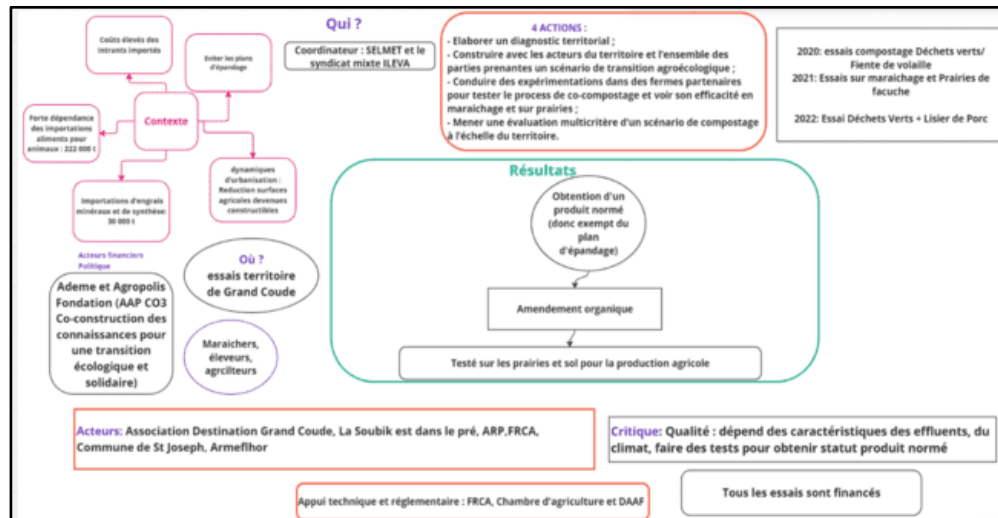 Coûts élevés des
intrants importés
Eviter les plans
d'épandage
Contexte
Forte dépendance
des importations
aliments pour
animaux : 222 000 t
Importations d'engrais
minéraux et de synthèse:
30 000 t
dynamiques
d'urbanisation :
Reduction surfaces
agricoles devenues
constructibles
Qui ?
Coordinateur : SELMET et le
syndicat mixte ILEVA
4 ACTIONS :
- Elaborer un diagnostic territorial ;
- Construire avec les acteurs du territoire et l'ensemble des
parties prenantes un scénario de transition agroécologique ;
- Conduire des expérimentations dans des fermes partenaires
pour tester le process de co-compostage et voir son efficacité en
maraichage et sur prairies ;
- Mener une évaluation multicritère d'un scénario de compostage
à l'échelle du territoire.
2020: essais compostage Déchets verts/
Fiente de volaille
2021: Essais sur maraichage et Prairies de
facuche
2022: Essai Déchets Verts + Lisier de Porc
Résultats
Obtention d'un
produit normé
(donc exempt du
plan
d'épandage)
Amendement organique
Testé sur les prairies et sol pour la production agricole
Acteurs financiers
Politique
Ademe et Agropolis
Fondation (AAP CO3
Co-construction des
connaissances pour
une transition
écologique et
solidaire)
Où ?
essais territoire
de Grand Coude
Maraichers,
éleveurs,
agrcilteurs
Acteurs: Association Destination Grand Coude, La Soubik est dans le pré, ARP,FRCA,
Commune de St Joseph, Armeflhor
Critique: Qualité : dépend des caractéristiques des effluents, du
climat, faire des tests pour obtenir statut produit normé
Appui technique et réglementaire : FRCA, Chambre d'agriculture et DAAF
Tous les essais sont financés